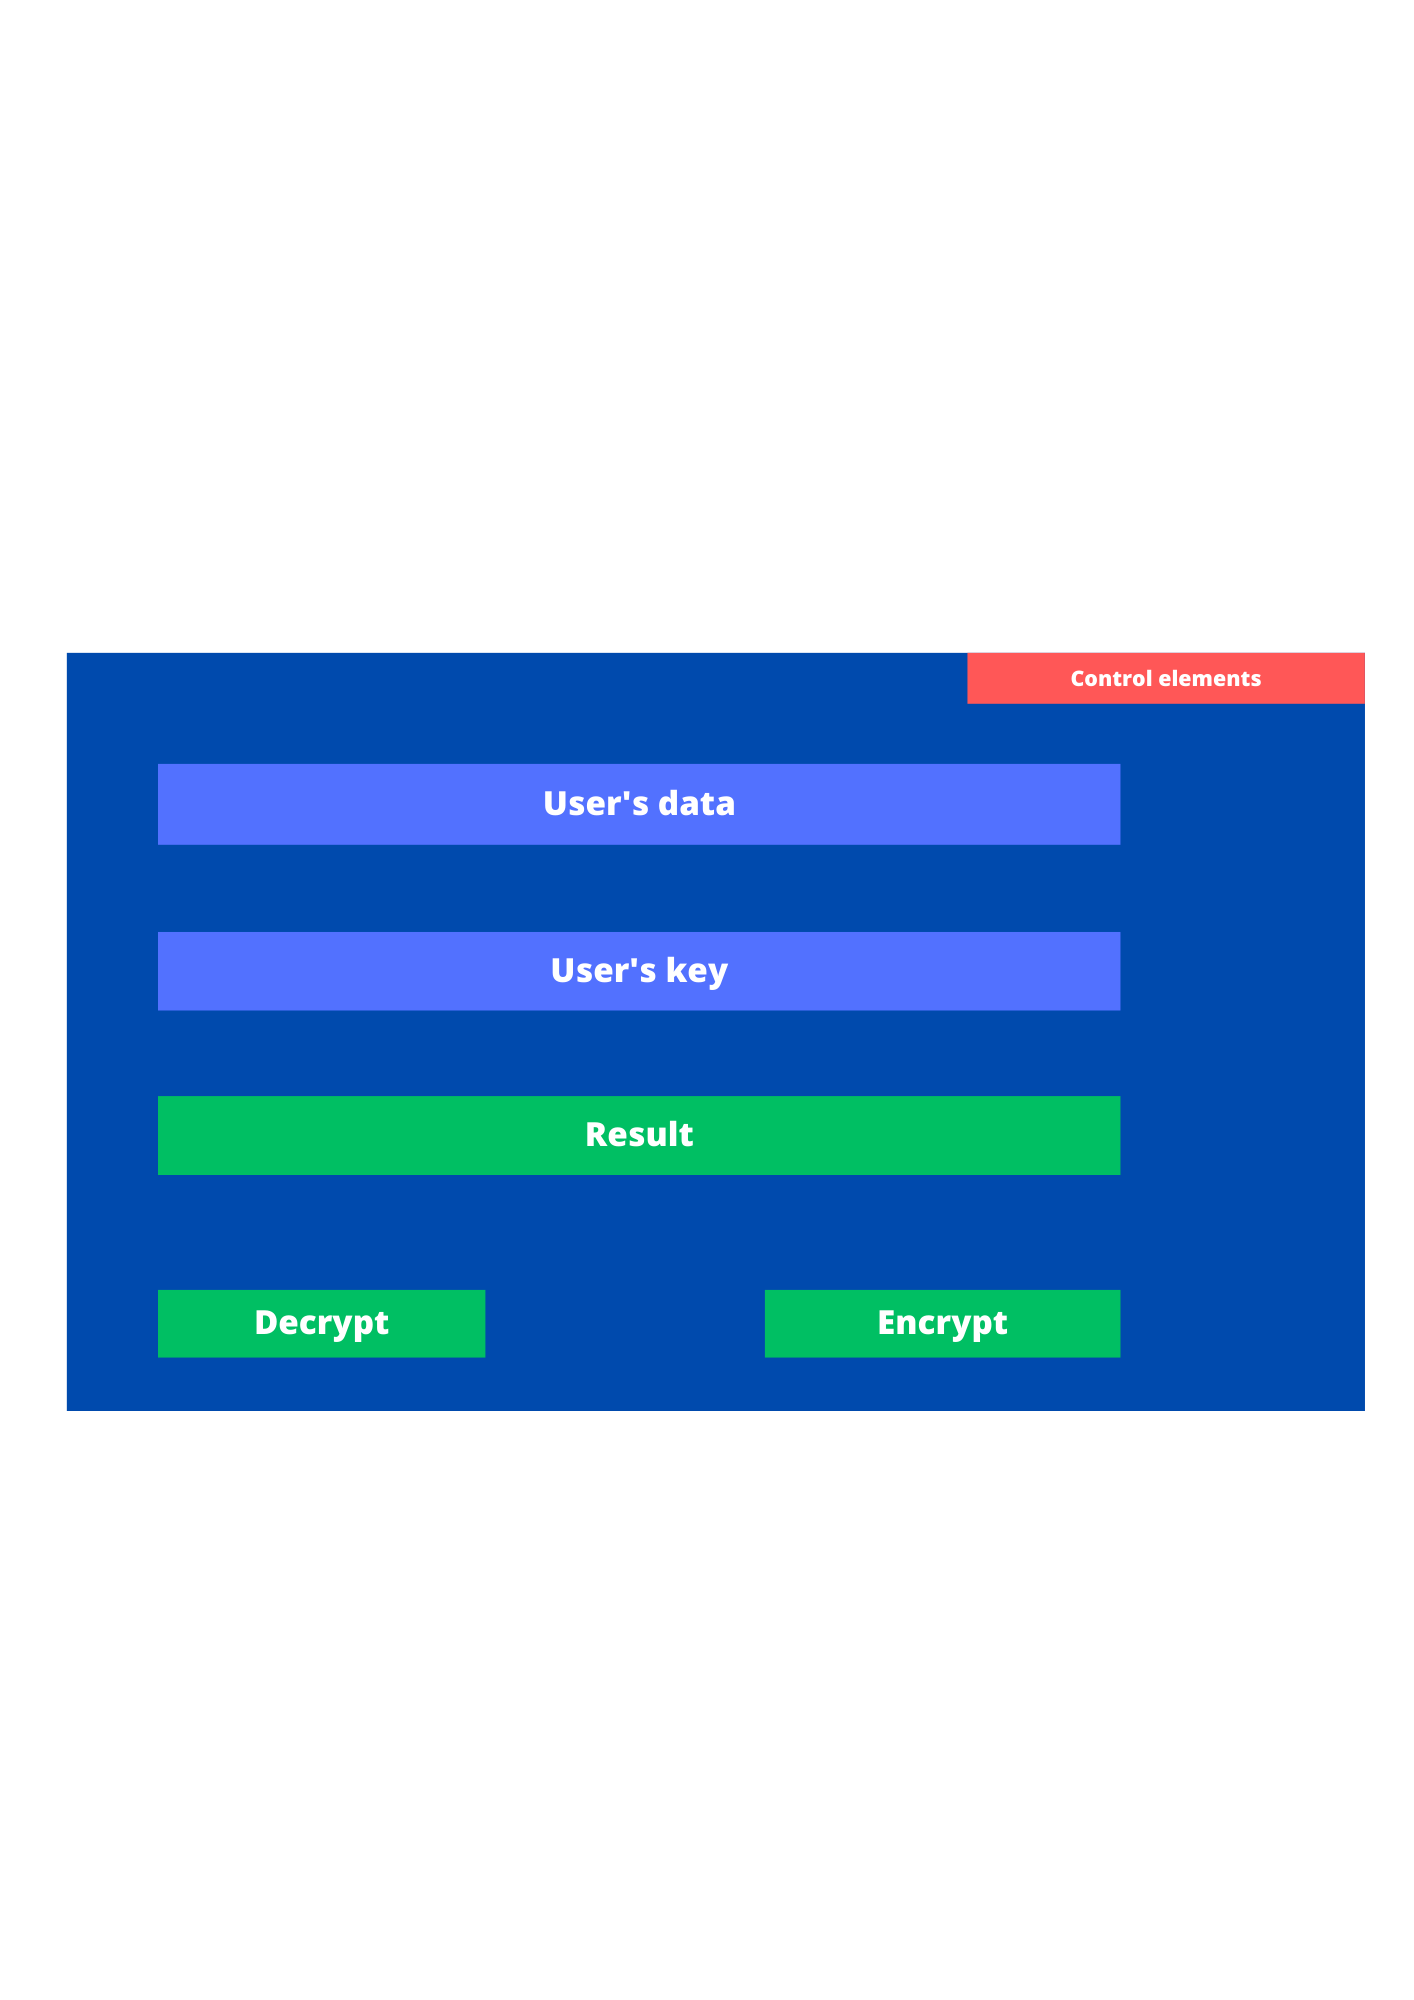 Control elements
User's data
User's key
Result
Decrypt
Encrypt